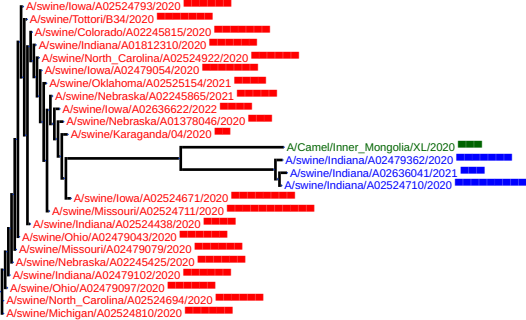 A/swine/Iowa/A02524793/2020
A/swine/Tottori/B34/2020
A/swine/Colorado/A02245815/2020
A/swine/Indiana/A01812310/2020
A/swine/North_Carolina/A02524922/2020
A/swine/Iowa/A02479054/2020
A/swine/Oklahoma/A02525154/2021
A/swine/Nebraska/A02245865/2021
A/swine/Iowa/A02636622/2022
A/swine/Nebraska/A01378046/2020
A/swine/Karaganda/04/2020
A/Camel/Inner_Mongolia/XL/2020
A/swine/Indiana/A02479362/2020
A/swine/Indiana/A02636041/2021
A/swine/Indiana/A02524710/2020
A/swine/Iowa/A02524671/2020
A/swine/Missouri/A02524711/2020
A/swine/Indiana/A02524438/2020
A/swine/Ohio/A02479043/2020
A/swine/Missouri/A02479079/2020
A/swine/Nebraska/A02245425/2020
A/swine/Indiana/A02479102/2020
A/swine/Ohio/A02479097/2020
A/swine/North_Carolina/A02524694/2020
A/swine/Michigan/A02524810/2020